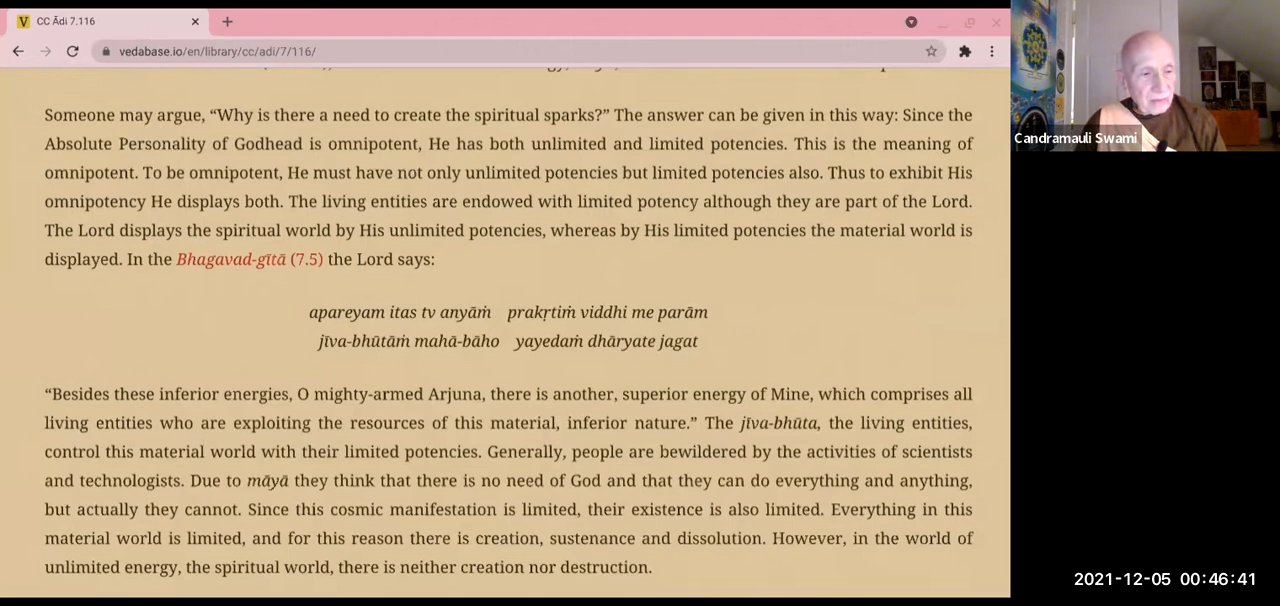 CC Ādi 7.116
vedabase.io/en/library/cc/adi/7/116/
Someone may argue, “Why is there a need to create the spiritual sparks?” The answer can be given in this way: Since the
Absolute Personality of Godhead is omnipotent, He has both unlimited and limited potencies. This is the meaning of
omnipotent. To be omnipotent, He must have not only unlimited potencies but limited potencies also. Thus to exhibit His
omnipotency He displays both. The living entities are endowed with limited potency although they are part of the Lord.
The Lord displays the spiritual world by His unlimited potencies, whereas by His limited potencies the material world is
displayed. In the Bhagavad-gītā (7.5) the Lord says:
apareyam itas tv anyāṁ prakṛtiṁ viddhi me parām
jīva-bhūtāṁ mahā-bāho yayedaṁ dhāryate jagat
“Besides these inferior energies, O mighty-armed Arjuna, there is another, superior energy of Mine, which comprises all
living entities who are exploiting the resources of this material, inferior nature.” The jīva-bhūta, the living entities,
control this material world with their limited potencies. Generally, people are bewildered by the activities of scientists
and technologists. Due to māyā they think that there is no need of God and that they can do everything and anything,
but actually they cannot. Since this cosmic manifestation is limited, their existence is also limited. Everything in this
material world is limited, and for this reason there is creation, sustenance and dissolution. However, in the world of
unlimited energy, the spiritual world, there is neither creation nor destruction.
Candramauli Swami
2021-12-05 00:46:41